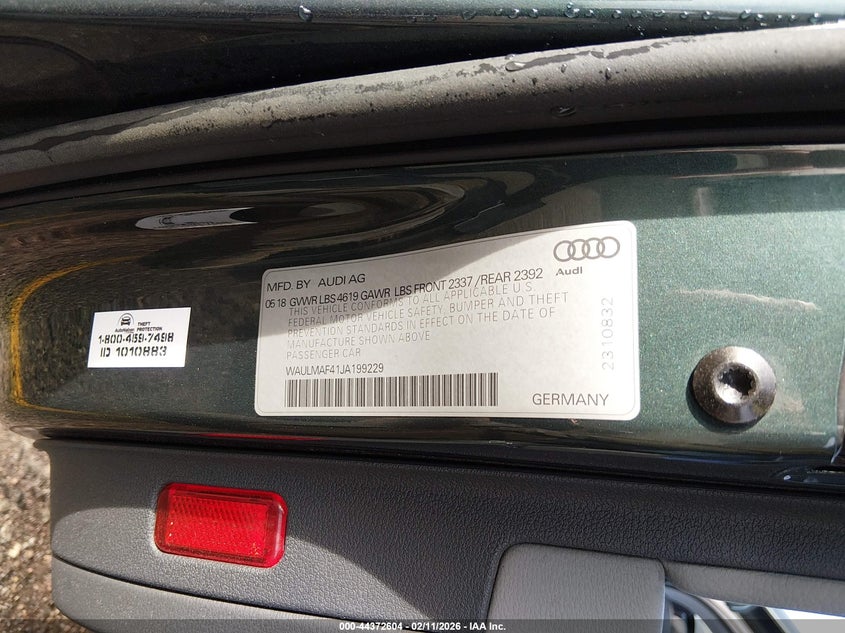 MFD. BY AUDI AG
Audi
05 18 GVWR LBS 4619 GAWR LBS FRONT 2337 / REAR 2392
THIS VEHICLE CONFORMS TO ALL APPLICABLE U.S
FEDERAL MOTOR VEHICLE SAFETY, BUMPER AND THEFT
PREVENTION STANDARDS IN EFFECT ON THE DATE OF
MANUFACTURE SHOWN ABOVE
PASSENGER CAR
WAULMAF41JA199229
GERMANY
2310832
THEFT
PROTECTION
1-800-459-7498
ID 1010883
000-44372604 - 02/11/2026 - IAA Inc.